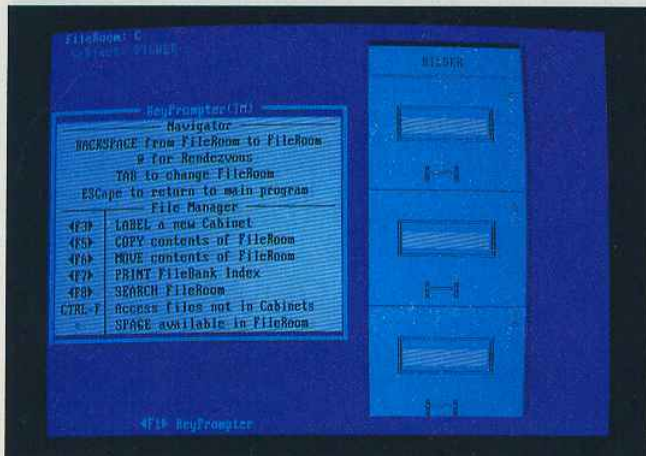 FileRoom: C
Cabinet: BILDER
BILDER
KeyPrompter(TM)
Navigator
BACKSPACE from FileRoom to FileRoom
@ for Rendezvous
TAB to change FileRoom
ESCape to return to main program
File Manager
◄F3► LABEL a new Cabinet
◄F5► COPY contents of FileRoom
◄F6► MOVE contents of FileRoom
◄F7► PRINT FileBank Index
◄F8► SEARCH FileRoom
CTRL-F Access files not in Cabinets
SPACE available in FileRoom
◄F1► KeyPrompter